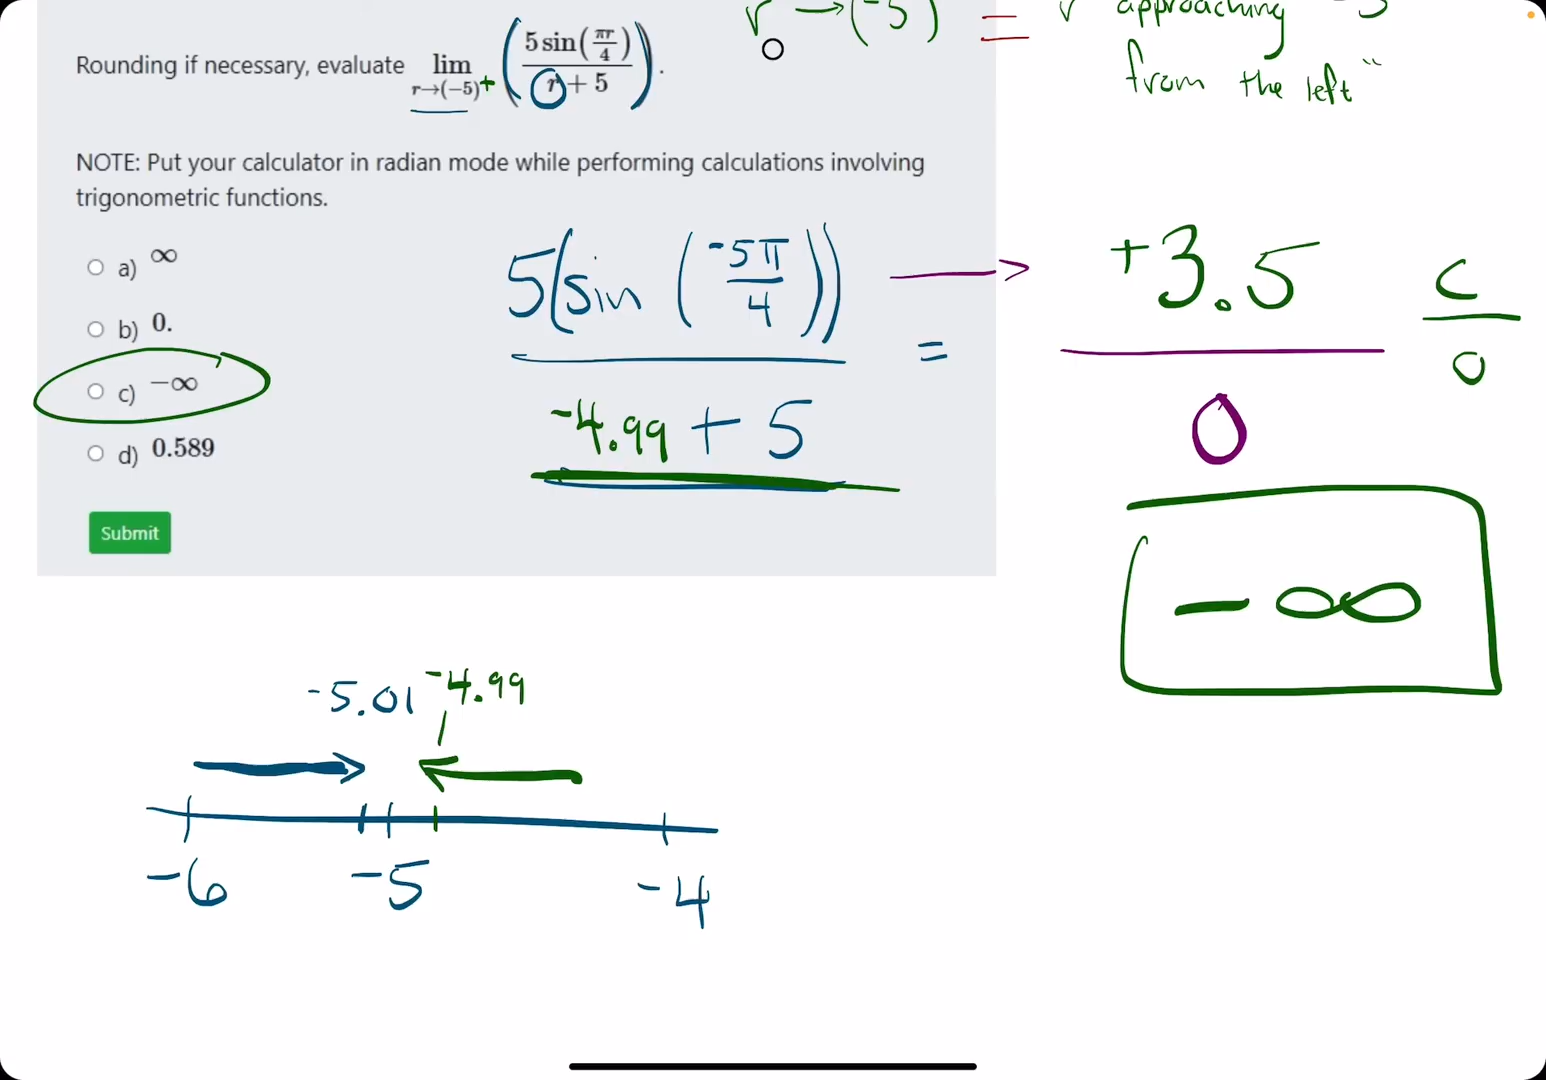 r → (-5) = r approaching -5
from the left"
Rounding if necessary, evaluate lim r→(−5)+ (5 sin(πr/4) / r + 5).
NOTE: Put your calculator in radian mode while performing calculations involving
trigonometric functions.
a) ∞
b) 0.
c) −∞
d) 0.589
Submit
5(sin (-5π/4))
-4.99 + 5
=
+3.5
0
C
0
- ∞
-5.01 -4.99
-6 -5 -4